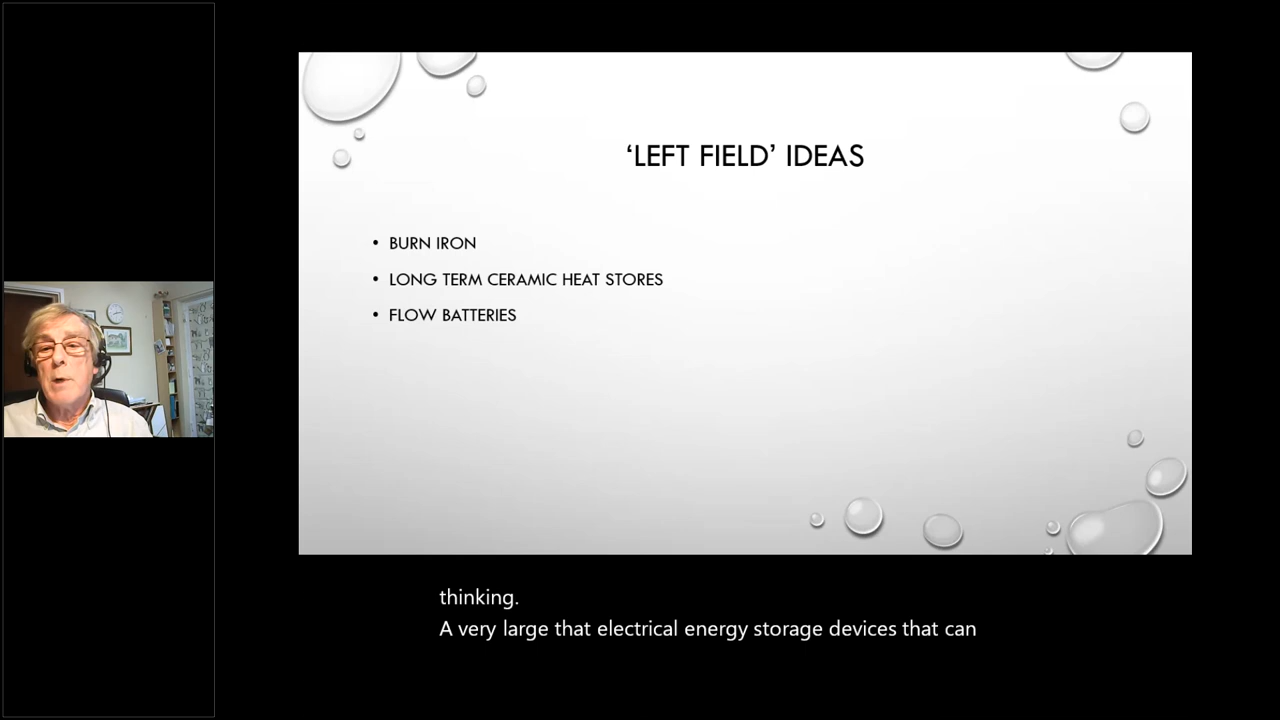 ‘LEFT FIELD’ IDEAS
• BURN IRON
• LONG TERM CERAMIC HEAT STORES
• FLOW BATTERIES
thinking.
A very large that electrical energy storage devices that can